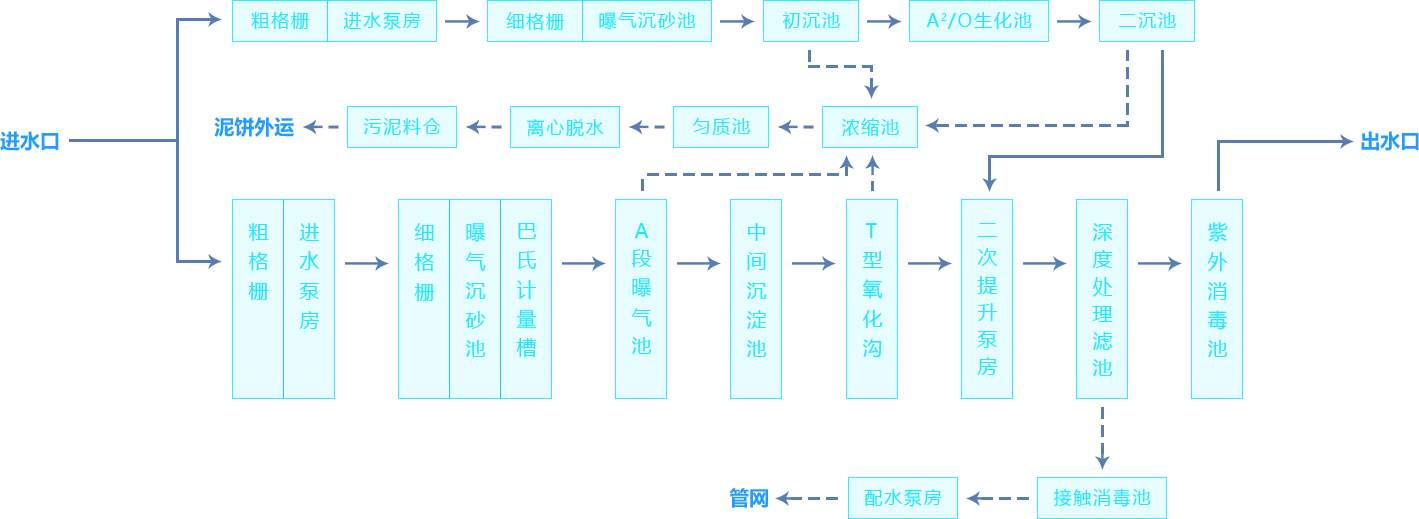 粗格栅 进水泵房 细格栅 曝气沉砂池 初沉池 A²/O生化池 二沉池
泥饼外运 污泥料仓 离心脱水 匀质池 浓缩池
进水口
出水口
粗格栅
进水泵房
细格栅
曝气沉砂池
巴氏计量槽
A段曝气池
中间沉淀池
T型氧化沟
二次提升泵房
深度处理滤池
紫外消毒池
管网 配水泵房 接触消毒池